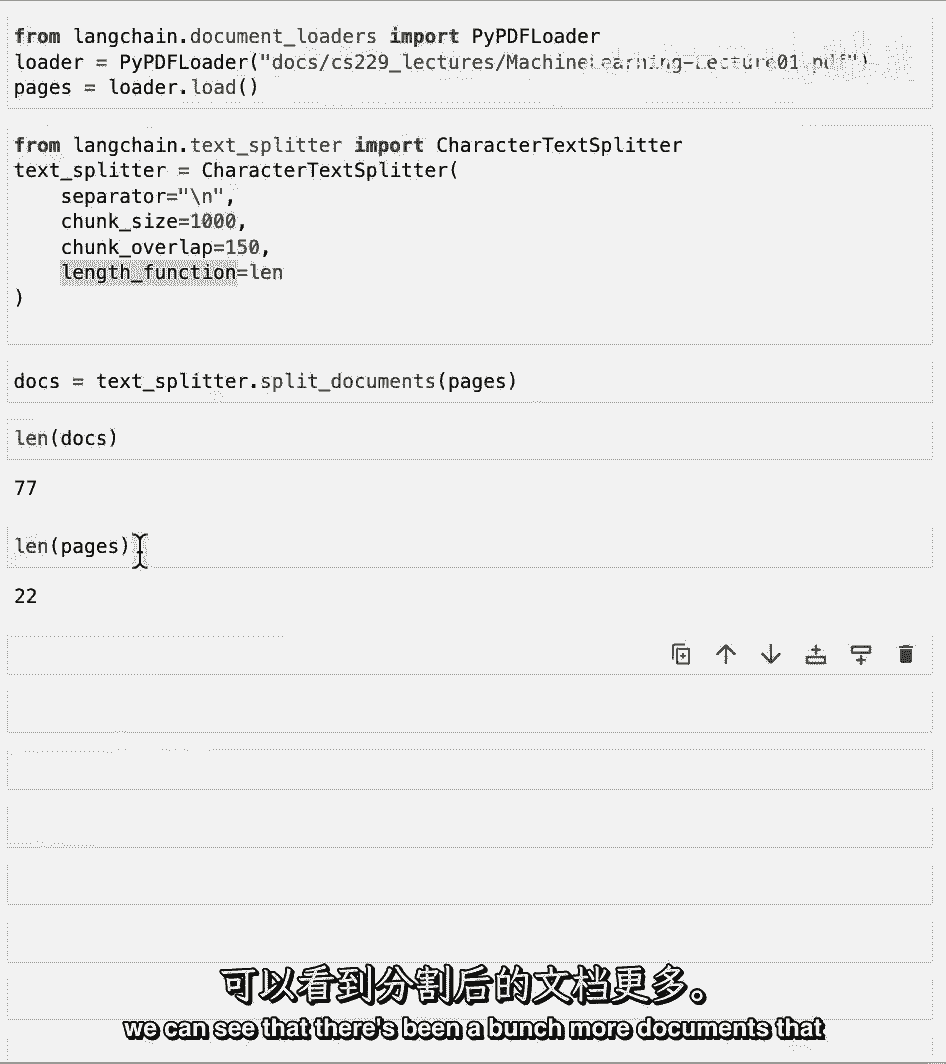 from langchain.document_loaders import PyPDFLoader
loader = PyPDFLoader("docs/cs229_lectures/MachineLearning-Lecture01.pdf")
pages = loader.load()
from langchain.text_splitter import CharacterTextSplitter
text_splitter = CharacterTextSplitter(
    separator="\n",
    chunk_size=1000,
    chunk_overlap=150,
    length_function=len
)
docs = text_splitter.split_documents(pages)
len(docs)
77
len(pages)
22
可以看到分割后的文档更多。
we can see that there's been a bunch more documents that